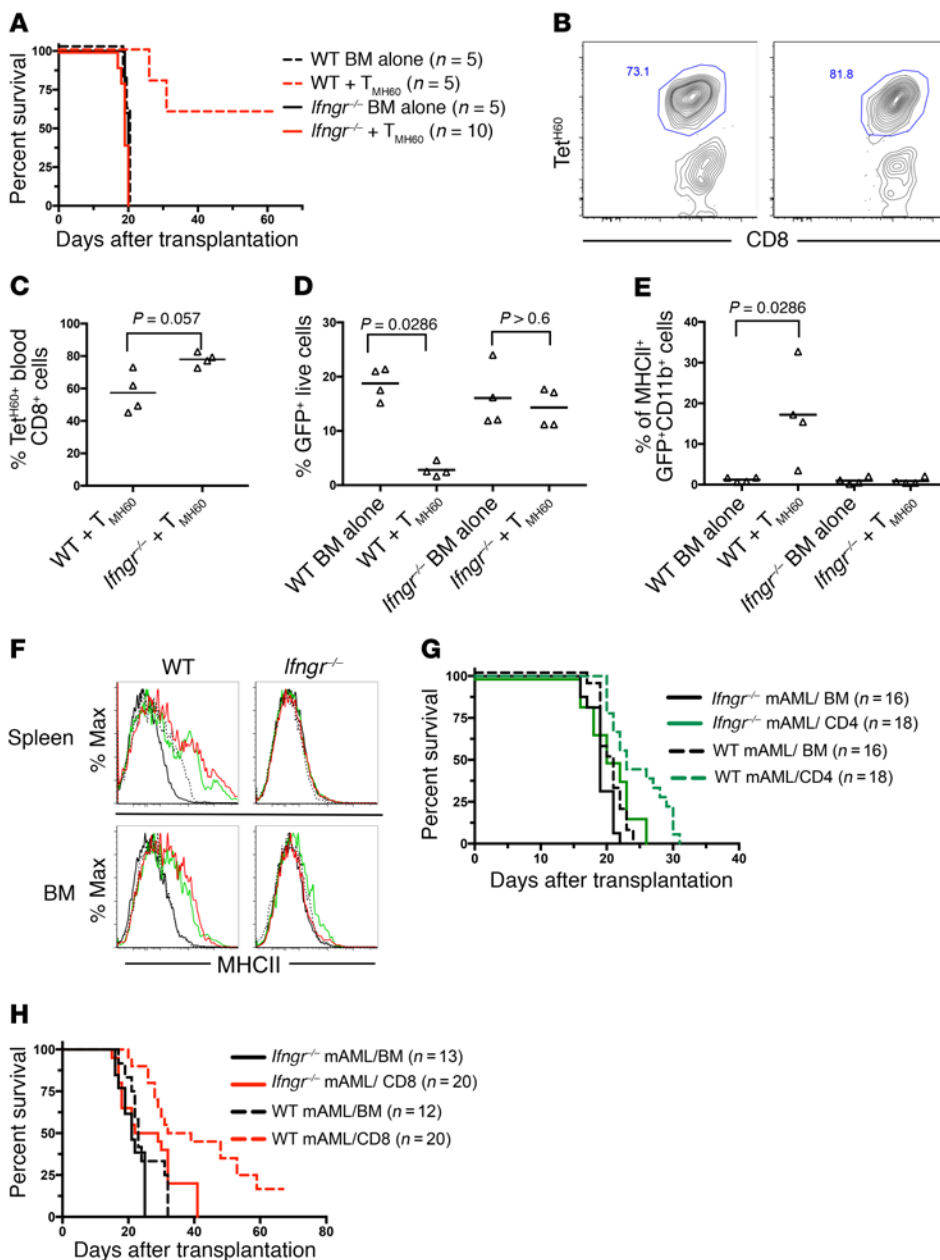 A
Percent survival
100
75
50
25
0
0 20 40 60
Days after transplantation
WT BM alone (n = 5)
WT + TMH60 (n = 5)
Ifngr–/– BM alone (n = 5)
Ifngr–/– + TMH60 (n = 10)
B
TetH60
73.1
81.8
CD8
C
% TetH60+ blood
CD8+ cells
100
80
60
40
20
0
P = 0.057
WT + TMH60
Ifngr–/– + TMH60
D
% GFP+ live cells
30
20
10
0
P = 0.0286
P > 0.6
WT BM alone
WT + TMH60
Ifngr–/– BM alone
Ifngr–/– + TMH60
E
% of MHCII+
GFP+CD11b+ cells
40
30
20
10
0
P = 0.0286
WT BM alone
WT + TMH60
Ifngr–/– BM alone
Ifngr–/– + TMH60
F
WT Ifngr–/–
Spleen
% Max
BM
% Max
MHCII
G
Percent survival
100
75
50
25
0
0 10 20 30 40
Days after transplantation
Ifngr–/– mAML/ BM (n = 16)
Ifngr–/– mAML/ CD4 (n = 18)
WT mAML/ BM (n = 16)
WT mAML/CD4 (n = 18)
H
Percent survival
100
75
50
25
0
0 20 40 60 80
Days after transplantation
Ifngr–/– mAML/BM (n = 13)
Ifngr–/– mAML/ CD8 (n = 20)
WT mAML/BM (n = 12)
WT mAML/CD8 (n = 20)